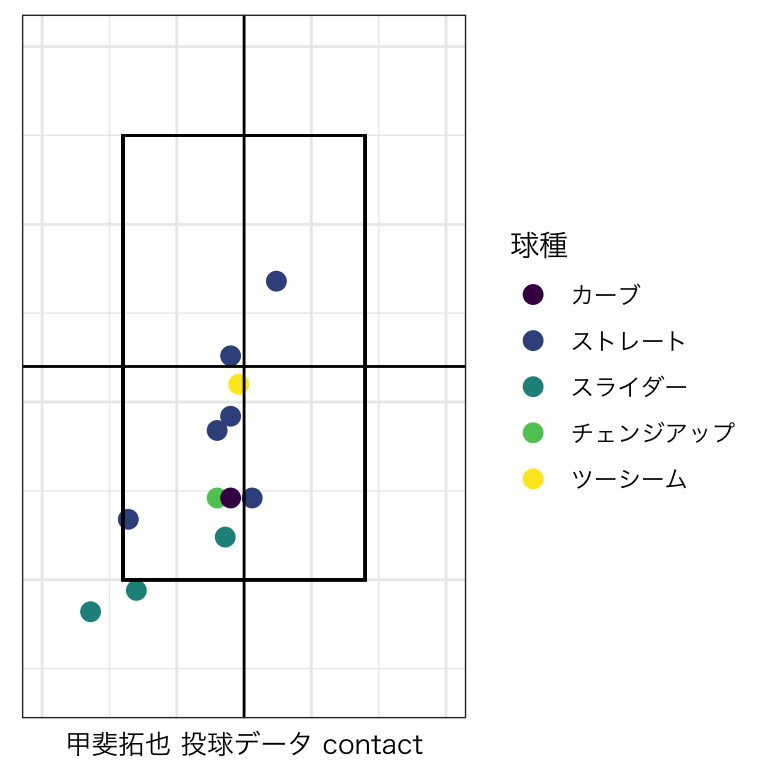 球種
カーブ
ストレート
スライダー
チェンジアップ
ツーシーム
甲斐拓也 投球データ contact